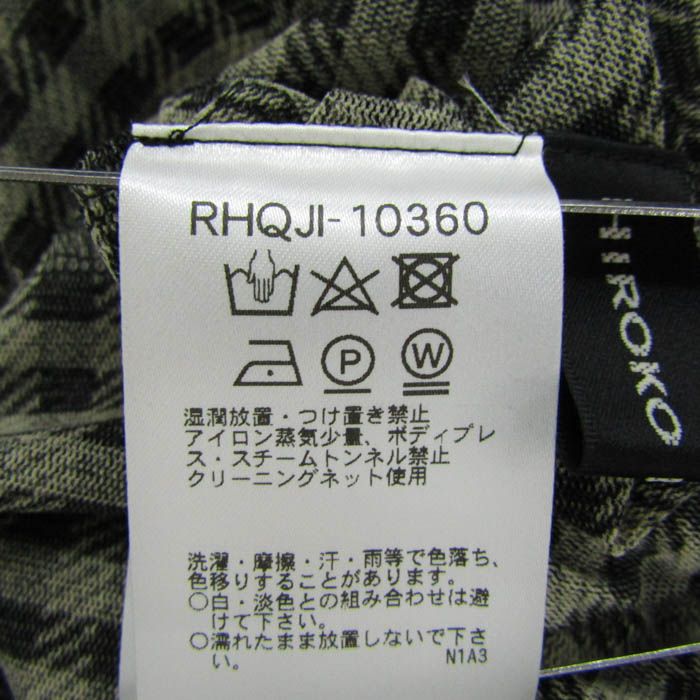 RHQJI-10360
P
W
湿潤放置・つけ置き禁止
アイロン蒸気少量、ボディプレ
ス・スチームトンネル禁止
クリーニングネット使用
洗濯・摩擦・汗・雨等で色落ち、
色移りすることがあります。
○白・淡色との組み合わせは避
けて下さい。
○濡れたまま放置しないで下さ
い。
N1A3
HIROKO